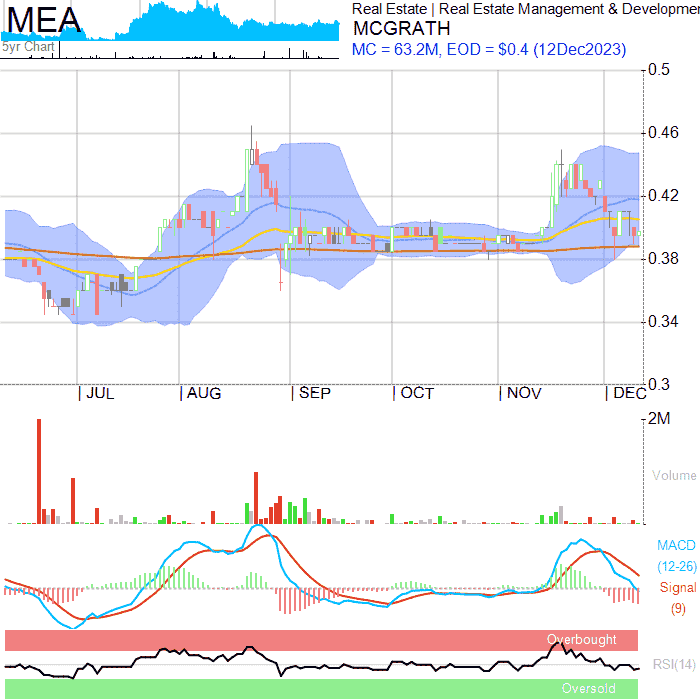 MEA
5yr Chart
Real Estate | Real Estate Management & Developmen
MCGRATH
MC = 63.2M, EOD = $0.4 (12Dec2023)
0.5
0.46
0.42
0.38
0.34
0.3
| JUL | AUG | SEP | OCT | NOV | DEC
2M
Volume
MACD
(12-26)
Signal
(9)
Overbought
RSI(14)
Oversold